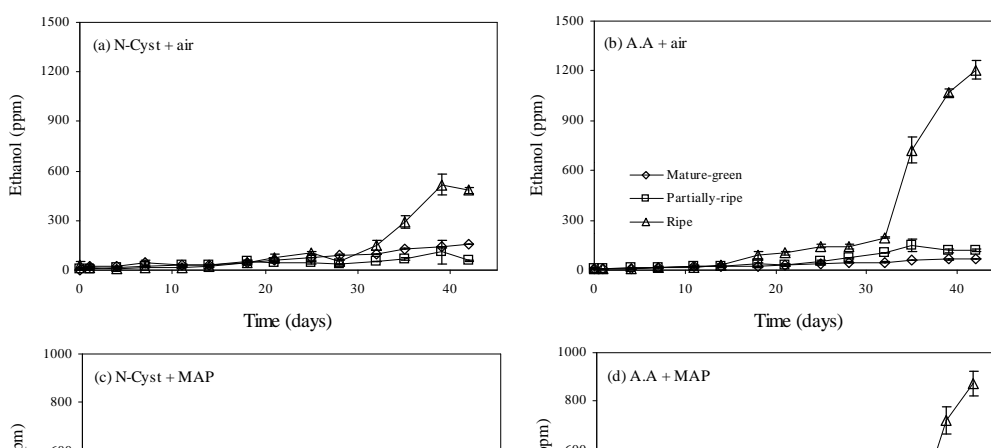 1500
(a) N-Cyst + air
1200
900
600
300
0
Ethanol (ppm)
0 10 20 30 40
Time (days)
1500
(b) A.A + air
1200
900
600
300
0
Ethanol (ppm)
Mature-green
Partially-ripe
Ripe
0 10 20 30 40
Time (days)
1000
(c) N-Cyst + MAP
800
1000
(d) A.A + MAP
800